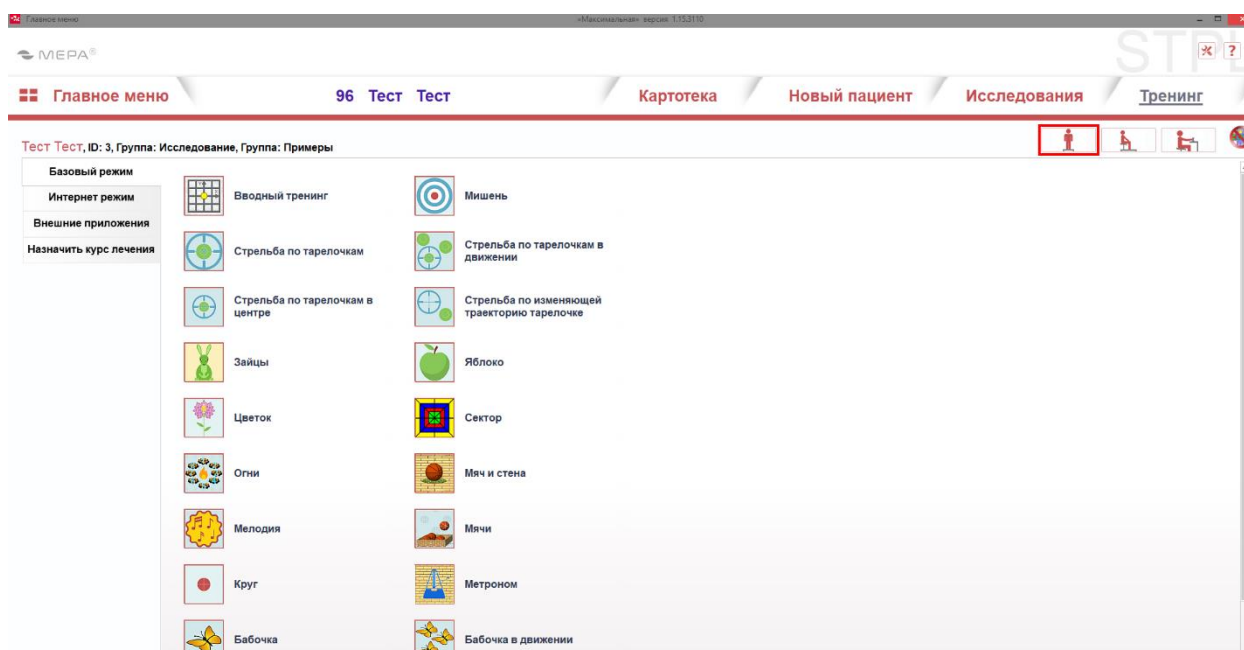 Главное меню
«Максимальная» версия 1.15.3110
МЕРА®
STPL
?
Главное меню
96 Тест Тест
Картотека
Новый пациент
Исследования
Тренинг
Тест Тест, ID: 3, Группа: Исследование, Группа: Примеры
Базовый режим
Интернет режим
Внешние приложения
Назначить курс лечения
Вводный тренинг
Мишень
Стрельба по тарелочкам
Стрельба по тарелочкам в
движении
Стрельба по тарелочкам в
центре
Стрельба по изменяющей
траекторию тарелочке
Зайцы
Яблоко
Цветок
Сектор
Огни
Мяч и стена
Мелодия
Мячи
Круг
Метроном
Бабочка
Бабочка в движении